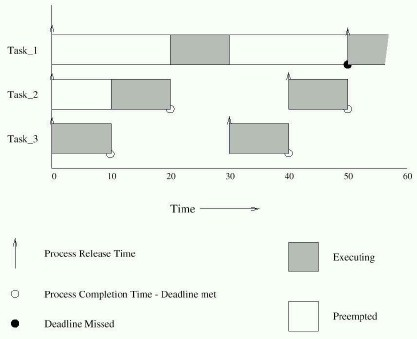 Task_1
Task_2
Task_3
0 10 20 30 40 50 60
Time
Process Release Time
Executing
Process Completion Time - Deadline met
Deadline Missed
Preempted